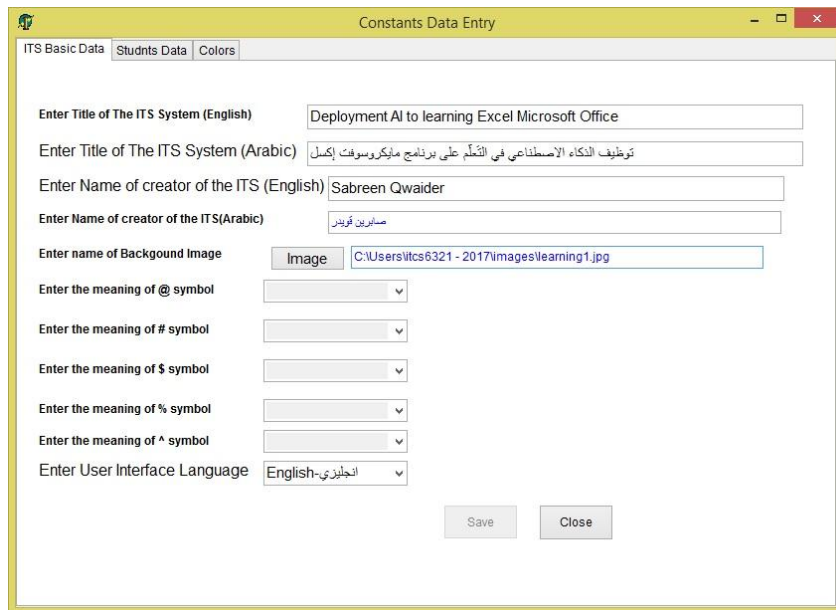 Constants Data Entry
ITS Basic Data Studnts Data Colors
Enter Title of The ITS System (English) Deployment AI to learning Excel Microsoft Office
Enter Title of The ITS System (Arabic) توظيف الذكاء الاصطناعي في التّعلّم على برنامج مايكروسوفت إكسل
Enter Name of creator of the ITS (English) Sabreen Qwaider
Enter Name of creator of the ITS(Arabic) صابرين قويدر
Enter name of Backgound Image Image C:\Users\itcs6321 - 2017\images\learning1.jpg
Enter the meaning of @ symbol
Enter the meaning of # symbol
Enter the meaning of $ symbol
Enter the meaning of % symbol
Enter the meaning of ^ symbol
Enter User Interface Language English-انجليزي
Save Close